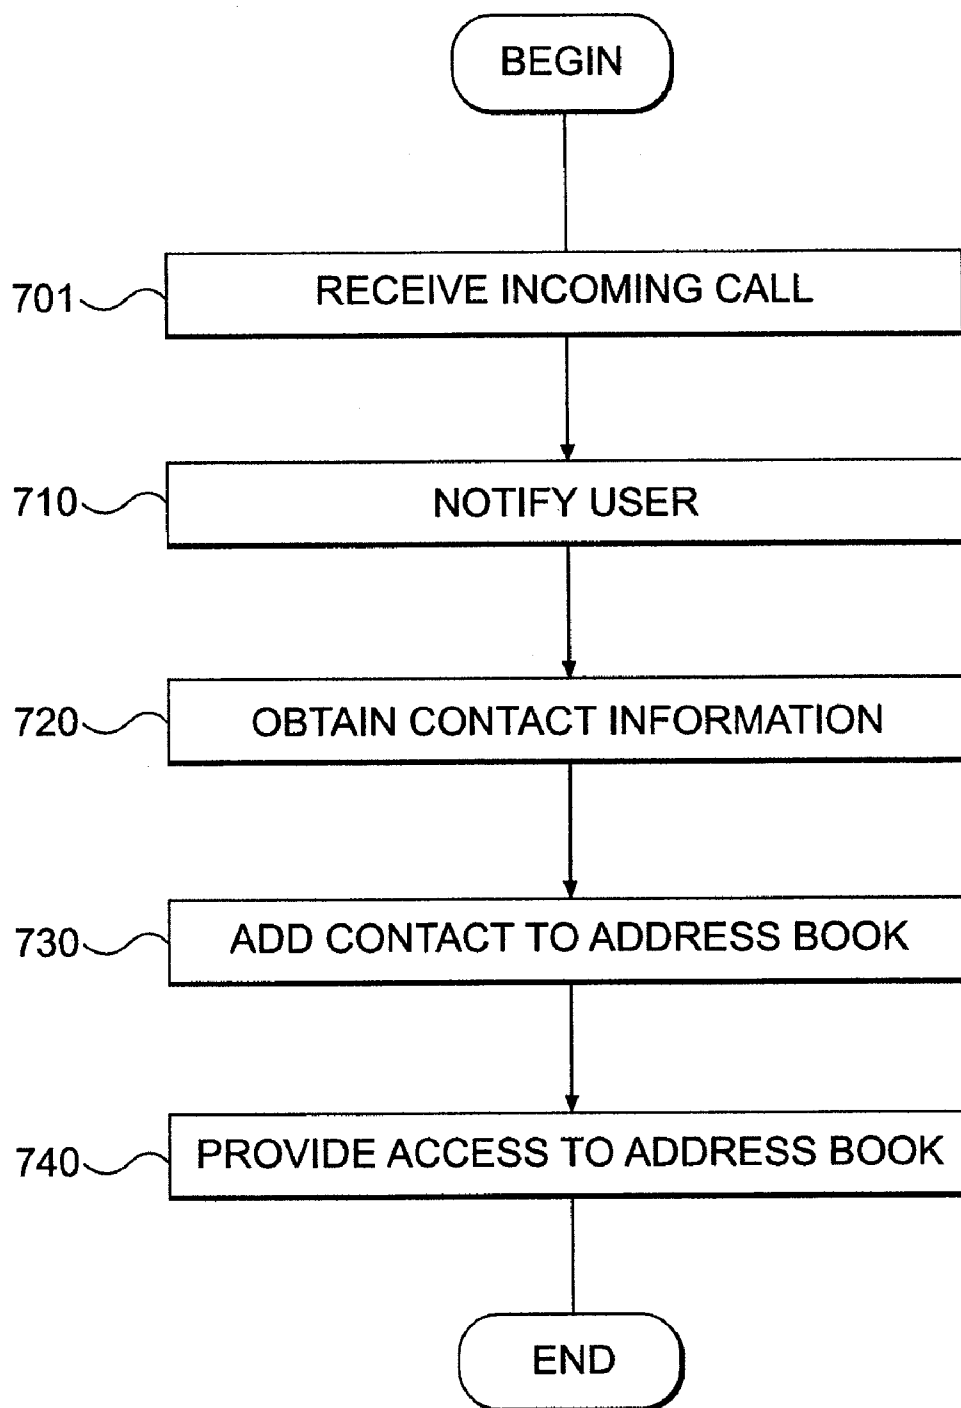 BEGIN
701 RECEIVE INCOMING CALL
710 NOTIFY USER
720 OBTAIN CONTACT INFORMATION
730 ADD CONTACT TO ADDRESS BOOK
740 PROVIDE ACCESS TO ADDRESS BOOK
END